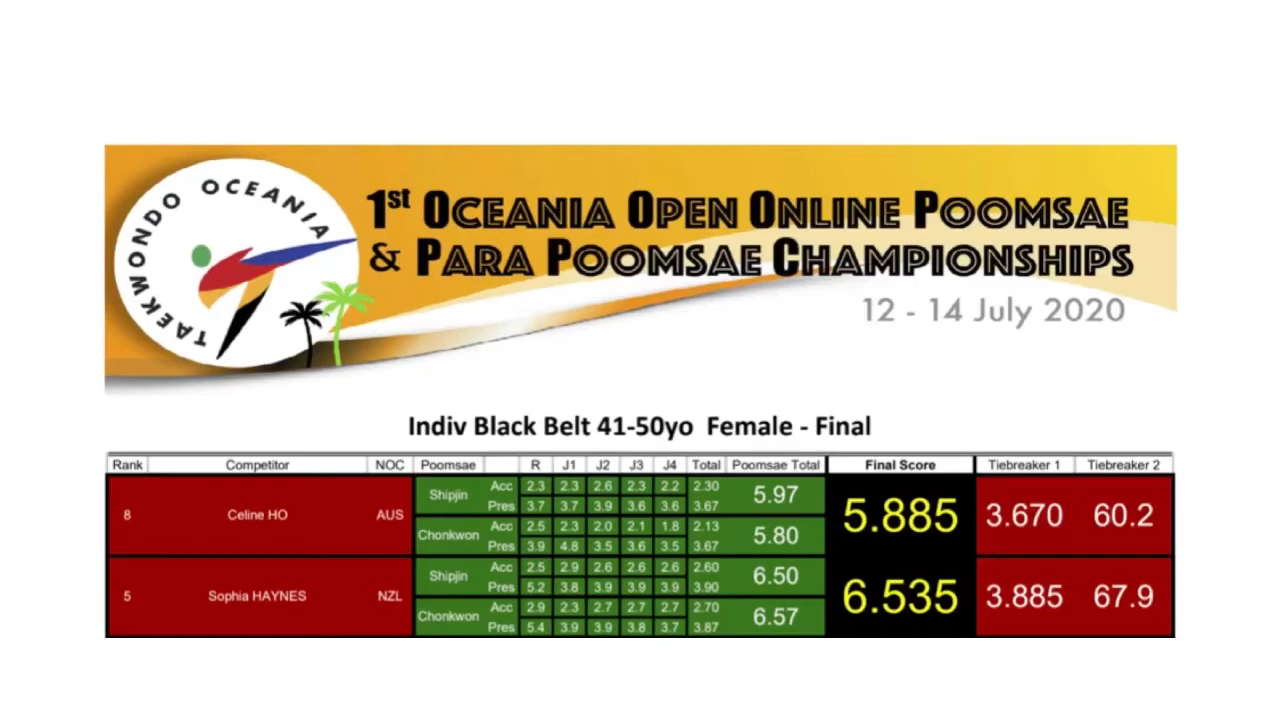 TAEKWONDO OCEANIA
1st OCEANIA OPEN ONLINE POOMSAE
& PARA POOMSAE CHAMPIONSHIPS
12 - 14 July 2020
Indiv Black Belt 41-50yo Female - Final
Rank Competitor NOC Poomsae R J1 J2 J3 J4 Total Poomsae Total Final Score Tiebreaker 1 Tiebreaker 2
8 Celine HO AUS 5.885 3.670 60.2
Shipjin Acc 2.3 2.3 2.6 2.3 2.2 2.30 5.97
Pres 3.7 3.7 3.9 3.6 3.6 3.67
Chonkwon Acc 2.5 2.3 2.0 2.1 1.8 2.13 5.80
Pres 3.9 4.8 3.5 3.6 3.5 3.67
5 Sophia HAYNES NZL 6.535 3.885 67.9
Shipjin Acc 2.5 2.9 2.6 2.6 2.6 2.60 6.50
Pres 5.2 3.8 3.9 3.9 3.9 3.90
Chonkwon Acc 2.9 2.3 2.7 2.7 2.7 2.70 6.57
Pres 5.4 3.9 3.9 3.8 3.7 3.87